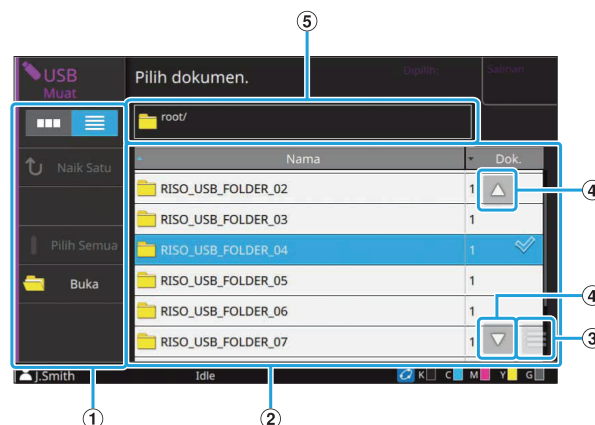 ⑤
USB
Muat
Pilih dokumen.
Dipilih:
Salinan
root/
Nama
Dok.
Naik Satu
RISO_USB_FOLDER_02 1
④
RISO_USB_FOLDER_03 1
Pilih Semua
RISO_USB_FOLDER_04 1
Buka
RISO_USB_FOLDER_05 1
④
RISO_USB_FOLDER_06 1
RISO_USB_FOLDER_07 1
③
J.Smith
Idle
K C M Y G
① ②